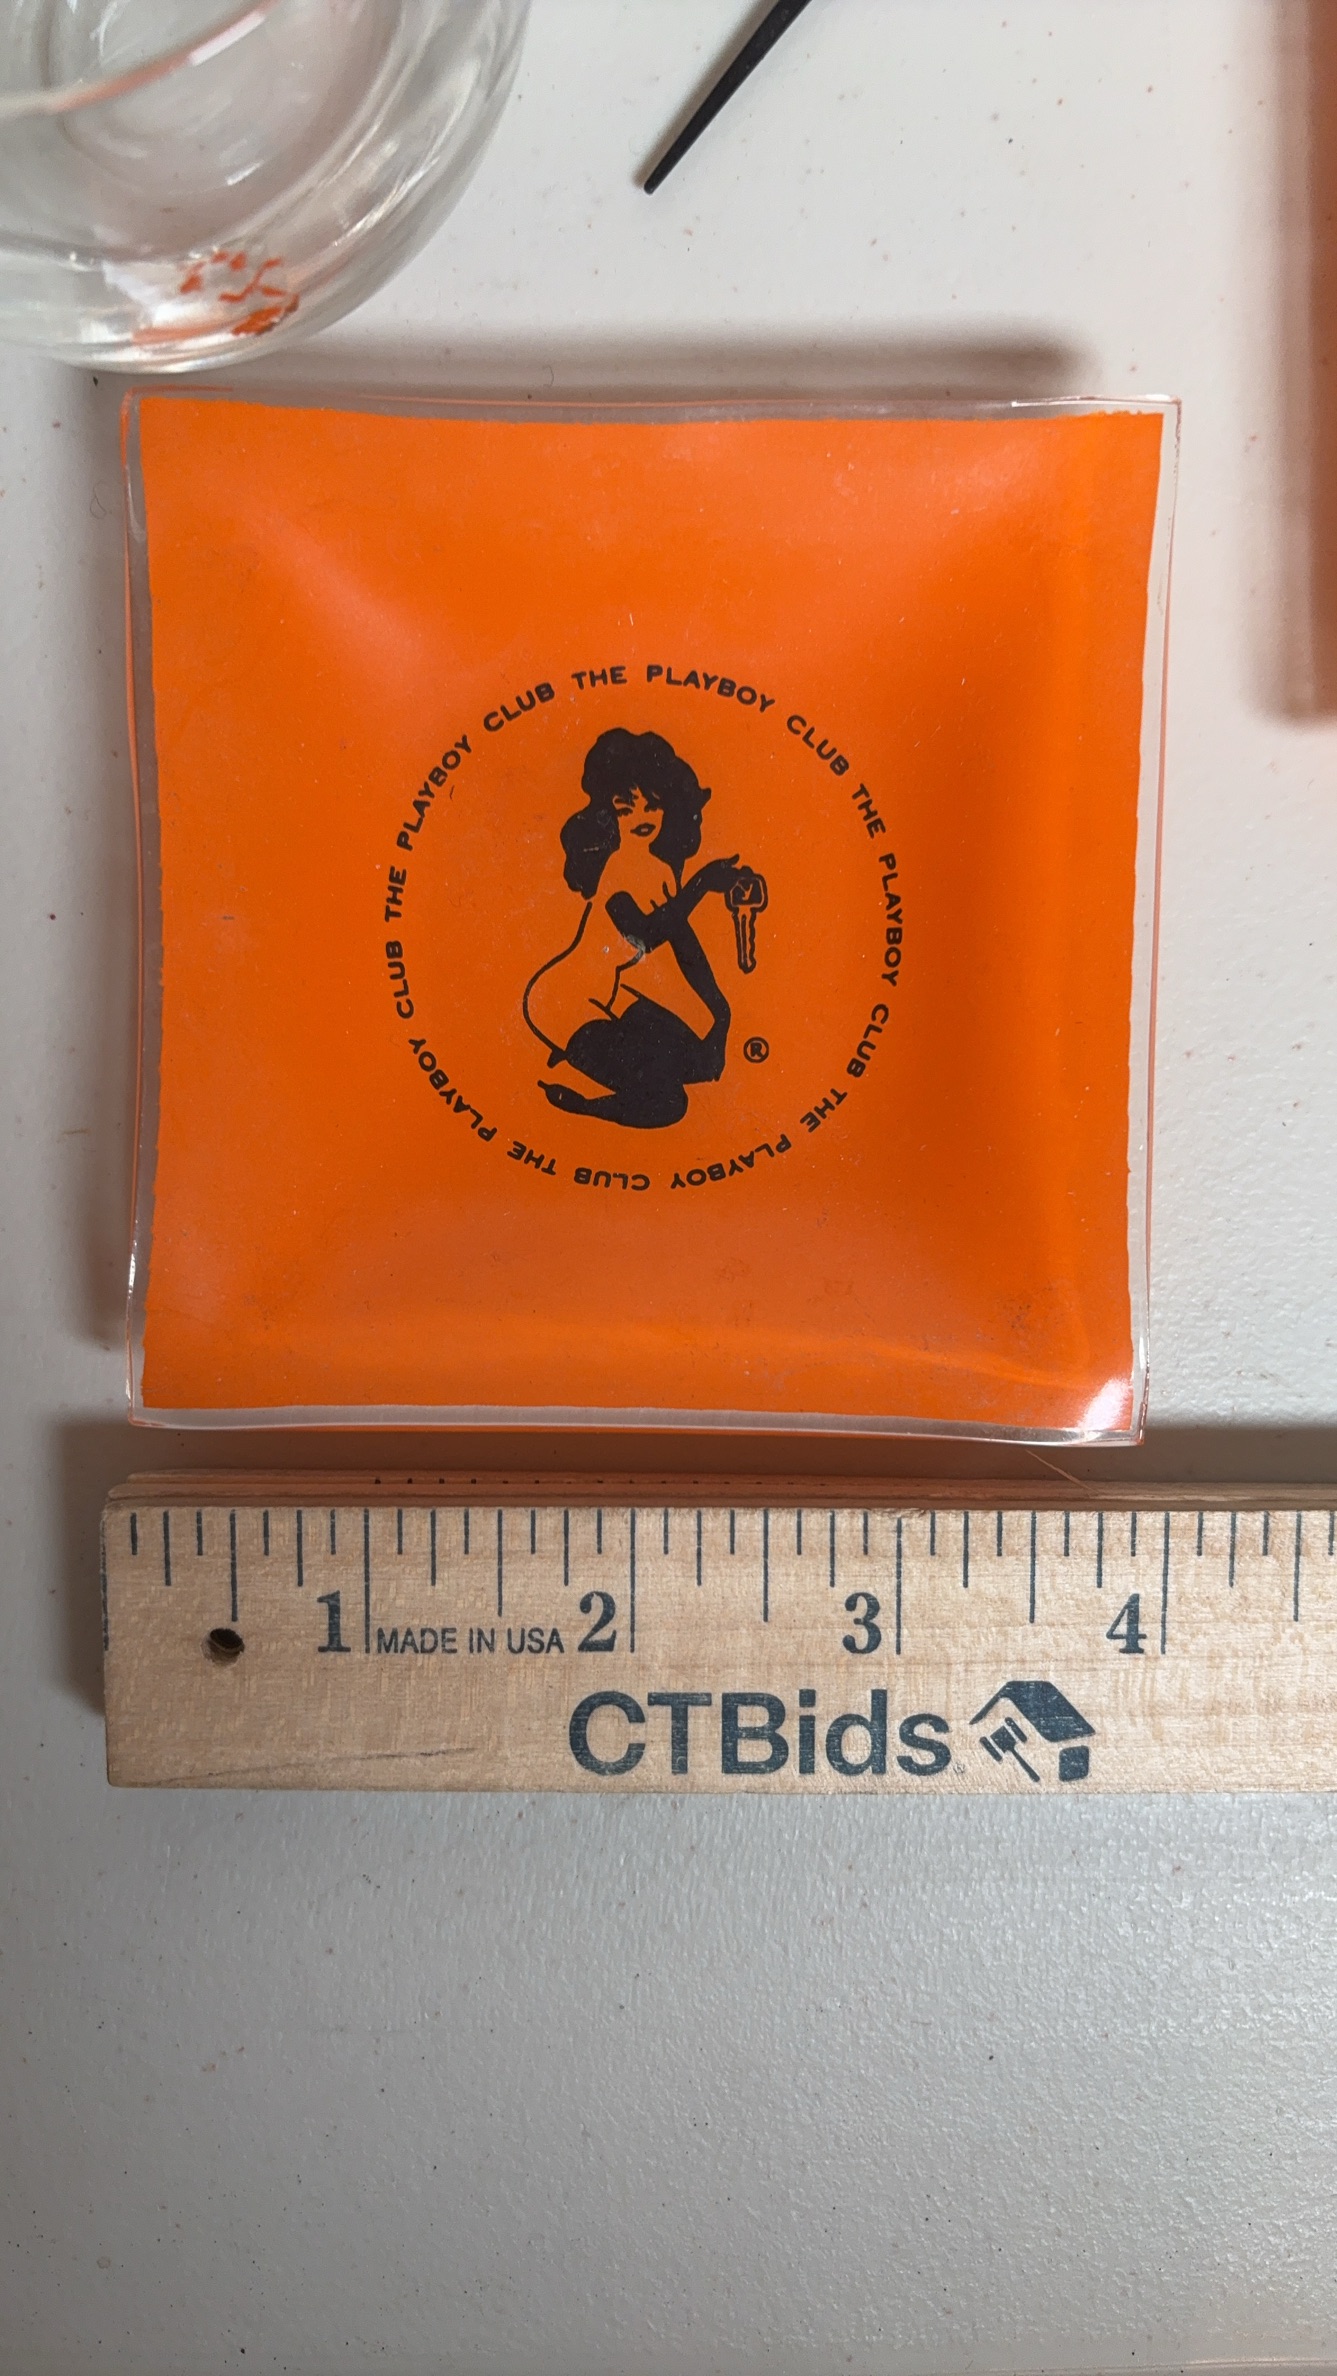 THE PLAYBOY CLUB THE PLAYBOY CLUB THE PLAYBOY CLUB THE PLAYBOY CLUB THE PLAYBOY CLUB
®
1 2 3 4
MADE IN USA
CTBids